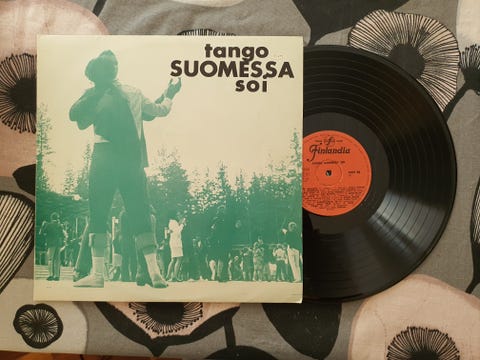 tango
SUOMESSA
soi
Finlandia